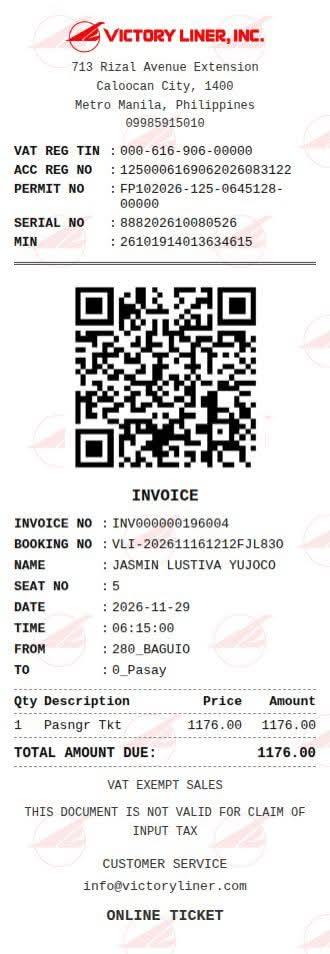 VICTORY LINER, INC.
713 Rizal Avenue Extension
Caloocan City, 1400
Metro Manila, Philippines
09985915010
VAT REG TIN : 000-616-906-00000
ACC REG NO : 1250006169062026083122
PERMIT NO : FP102026-125-0645128-
00000
SERIAL NO : 888202610080526
MIN : 26101914013634615
INVOICE
INVOICE NO : INV000000196004
BOOKING NO : VLI-202611161212FJL83O
NAME : JASMIN LUSTIVA YUJOCO
SEAT NO : 5
DATE : 2026-11-29
TIME : 06:15:00
FROM : 280_BAGUIO
TO : 0_Pasay
Qty Description Price Amount
1 Pasngr Tkt 1176.00 1176.00
TOTAL AMOUNT DUE: 1176.00
VAT EXEMPT SALES
THIS DOCUMENT IS NOT VALID FOR CLAIM OF
INPUT TAX
CUSTOMER SERVICE
info@victoryliner.com
ONLINE TICKET